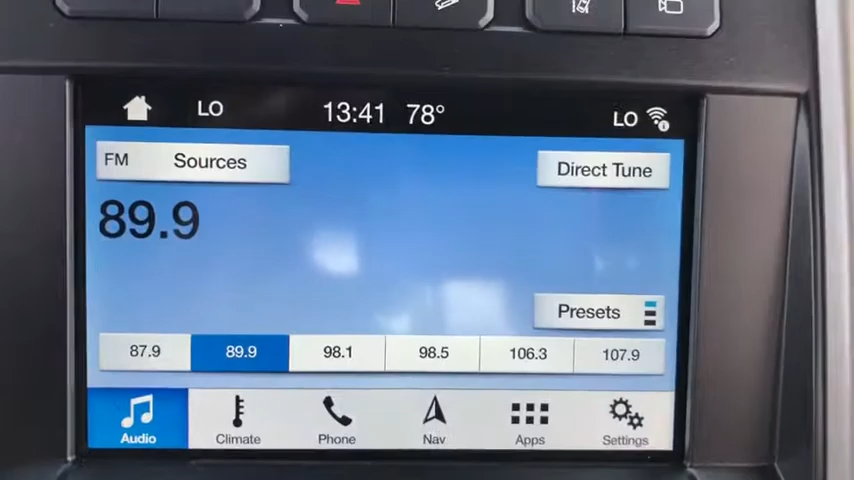 LO 13:41 78° LO
FM Sources
Direct Tune
89.9
Presets
87.9 89.9 98.1 98.5 106.3 107.9
Audio Climate Phone Nav Apps Settings